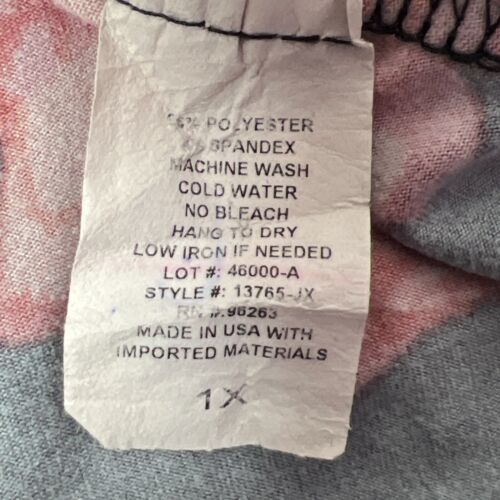 POLYESTER
SPANDEX
MACHINE WASH
COLD WATER
NO BLEACH
HANG TO DRY
LOW IRON IF NEEDED
LOT #: 46000-A
STYLE #: 13765-JX
RN #:96263
MADE IN USA WITH
IMPORTED MATERIALS
1X